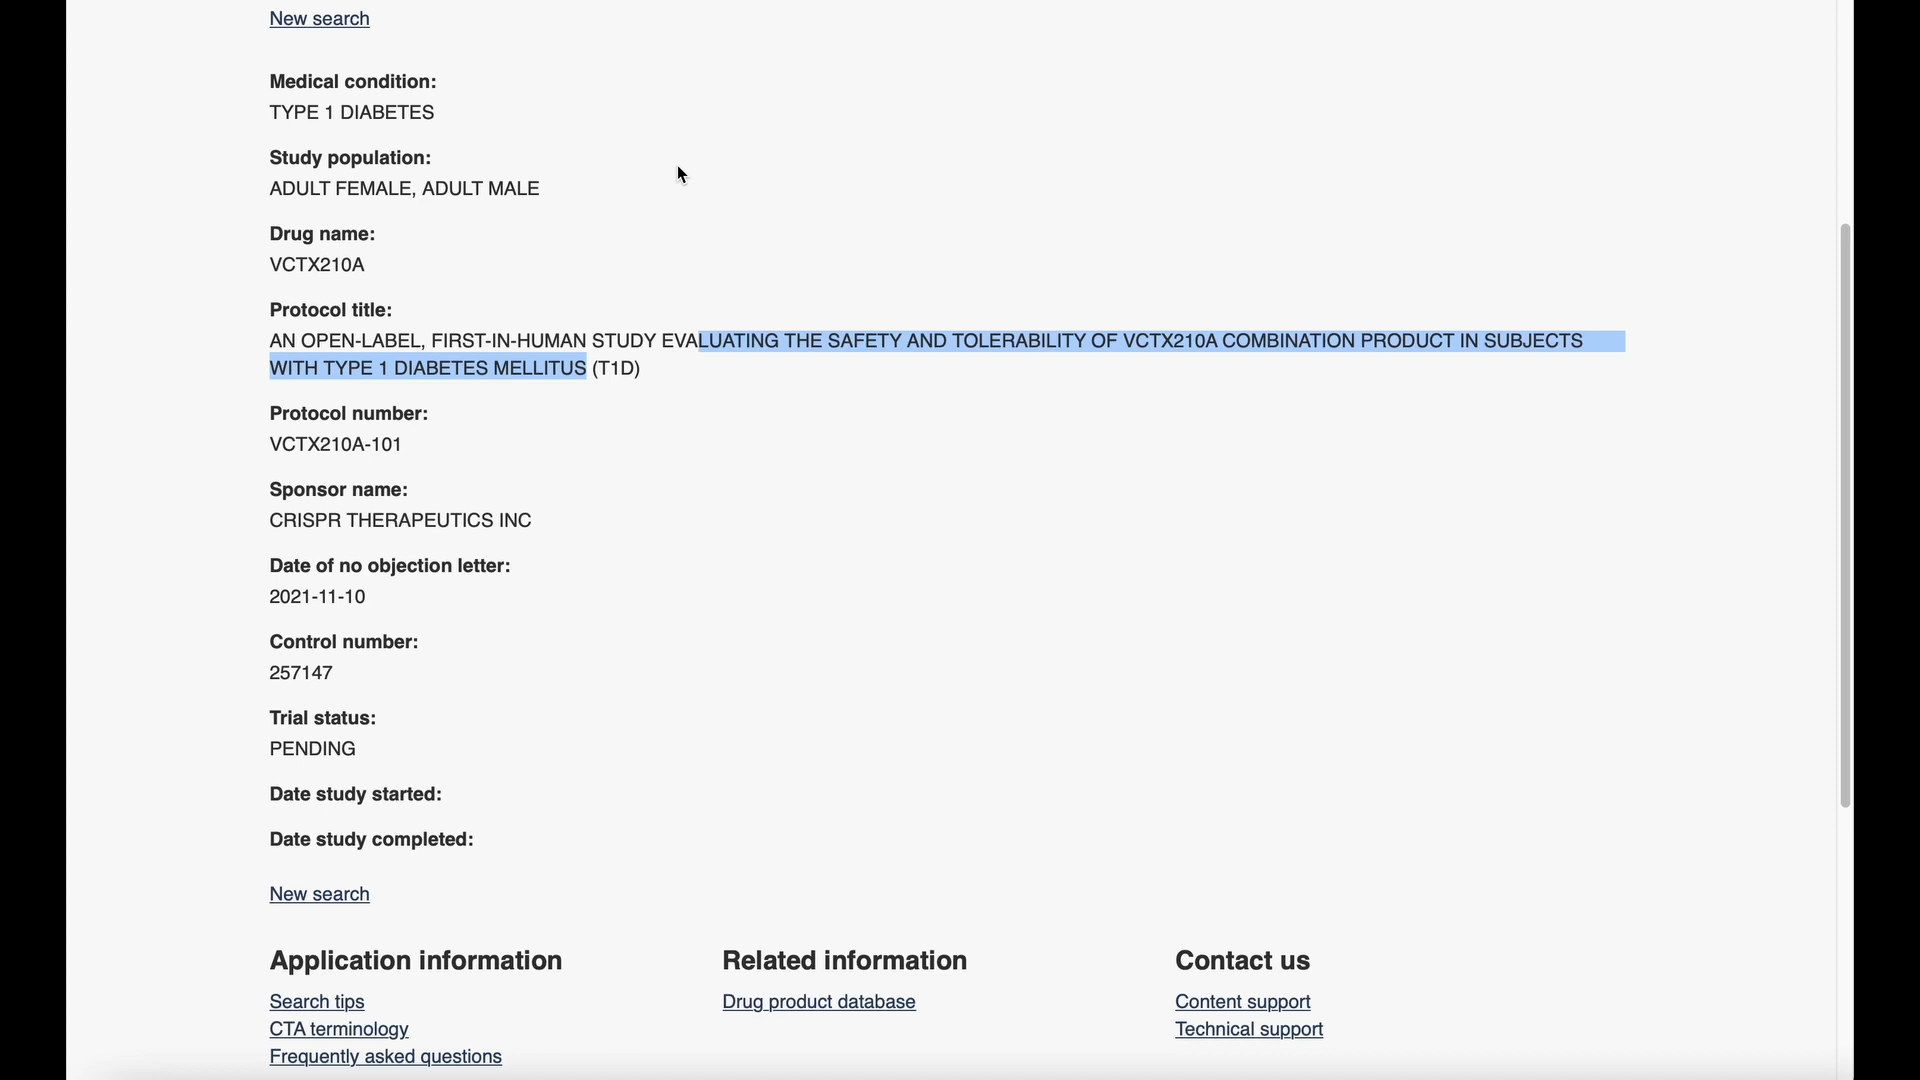 New search
Medical condition:
TYPE 1 DIABETES
Study population:
ADULT FEMALE, ADULT MALE
Drug name:
VCTX210A
Protocol title:
AN OPEN-LABEL, FIRST-IN-HUMAN STUDY EVALUATING THE SAFETY AND TOLERABILITY OF VCTX210A COMBINATION PRODUCT IN SUBJECTS
WITH TYPE 1 DIABETES MELLITUS (T1D)
Protocol number:
VCTX210A-101
Sponsor name:
CRISPR THERAPEUTICS INC
Date of no objection letter:
2021-11-10
Control number:
257147
Trial status:
PENDING
Date study started:
Date study completed:
New search
Application information
Search tips
CTA terminology
Frequently asked questions
Related information
Drug product database
Contact us
Content support
Technical support